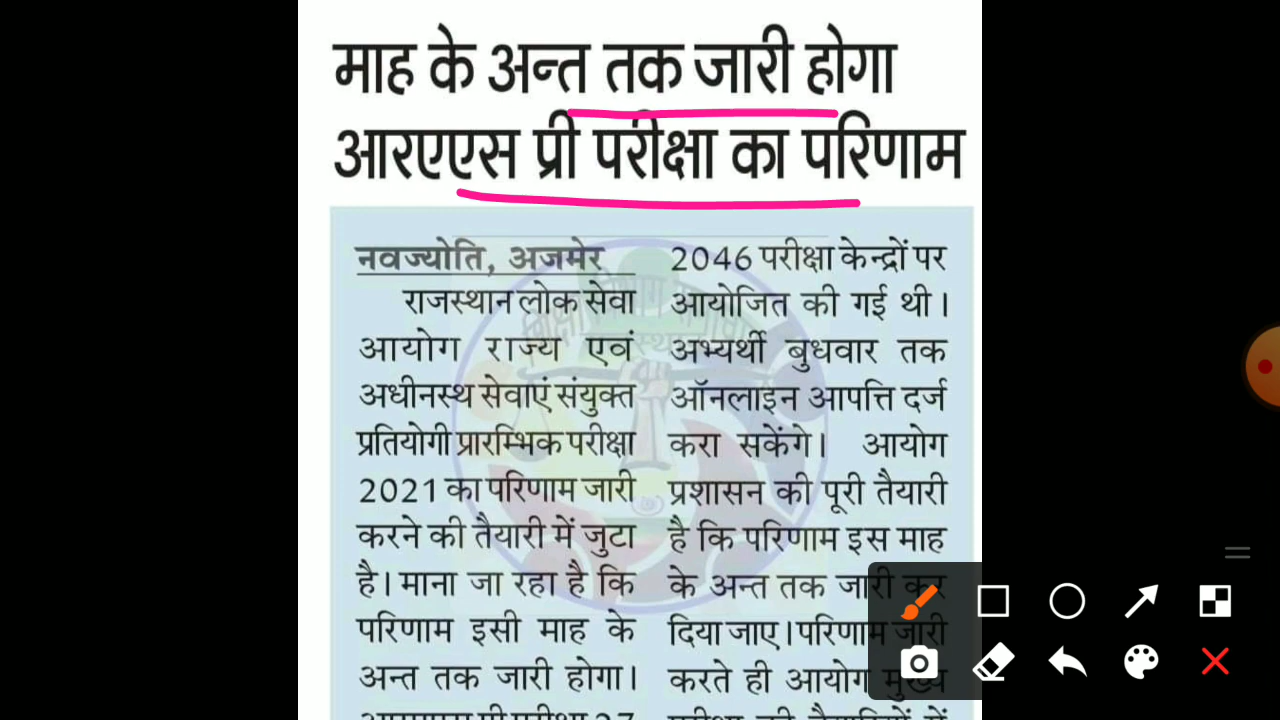 माह के अन्त तक जारी होगा
आरएएस प्री परीक्षा का परिणाम
नवज्योति, अजमेर
राजस्थान लोक सेवा
आयोग राज्य एवं
अधीनस्थ सेवाएं संयुक्त
प्रतियोगी प्रारम्भिक परीक्षा
2021 का परिणाम जारी
करने की तैयारी में जुटा
है। माना जा रहा है कि
परिणाम इसी माह के
अन्त तक जारी होगा।
2046 परीक्षा केन्द्रों पर
आयोजित की गई थी।
अभ्यर्थी बुधवार तक
ऑनलाइन आपत्ति दर्ज
करा सकेंगे। आयोग
प्रशासन की पूरी तैयारी
है कि परिणाम इस माह
के अन्त तक जारी कर
दिया जाए। परिणाम जारी
करते ही आयोग मुख्य